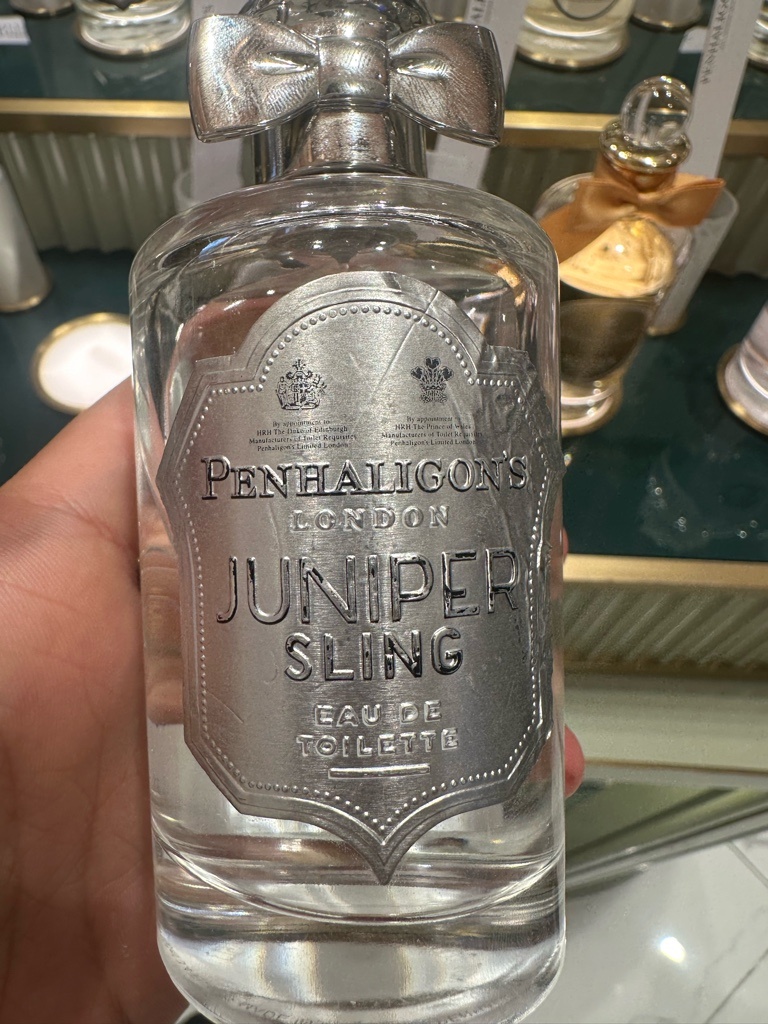 By appointment to
HRH The Duke of Edinburgh
Manufacturers of Toilet Requisites
Penhaligon's Limited London
By appointment to
HRH The Prince of Wales
Manufacturers of Toilet Requisites
Penhaligon's Limited London
PENHALIGON'S
LONDON
JUNIPER
SLING
EAU DE
TOILETTE